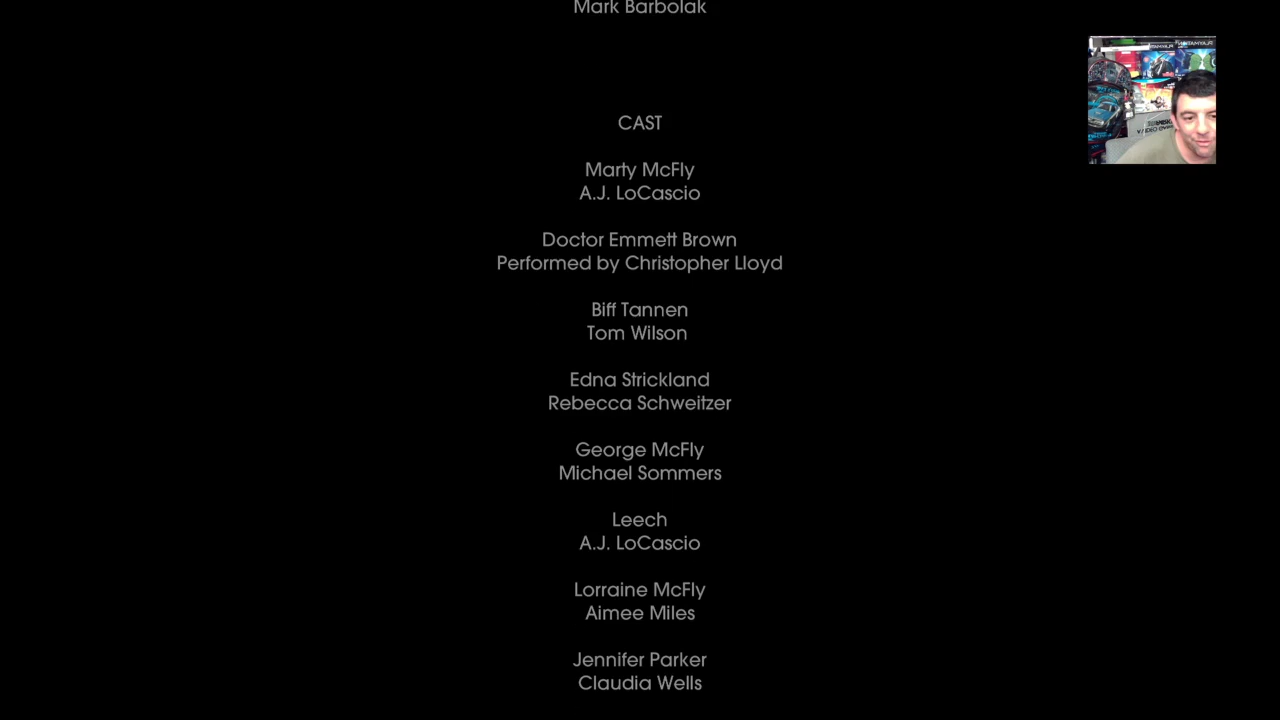 Mark Barbolak
CAST
Marty McFly
A.J. LoCascio
Doctor Emmett Brown
Performed by Christopher Lloyd
Biff Tannen
Tom Wilson
Edna Strickland
Rebecca Schweitzer
George McFly
Michael Sommers
Leech
A.J. LoCascio
Lorraine McFly
Aimee Miles
Jennifer Parker
Claudia Wells